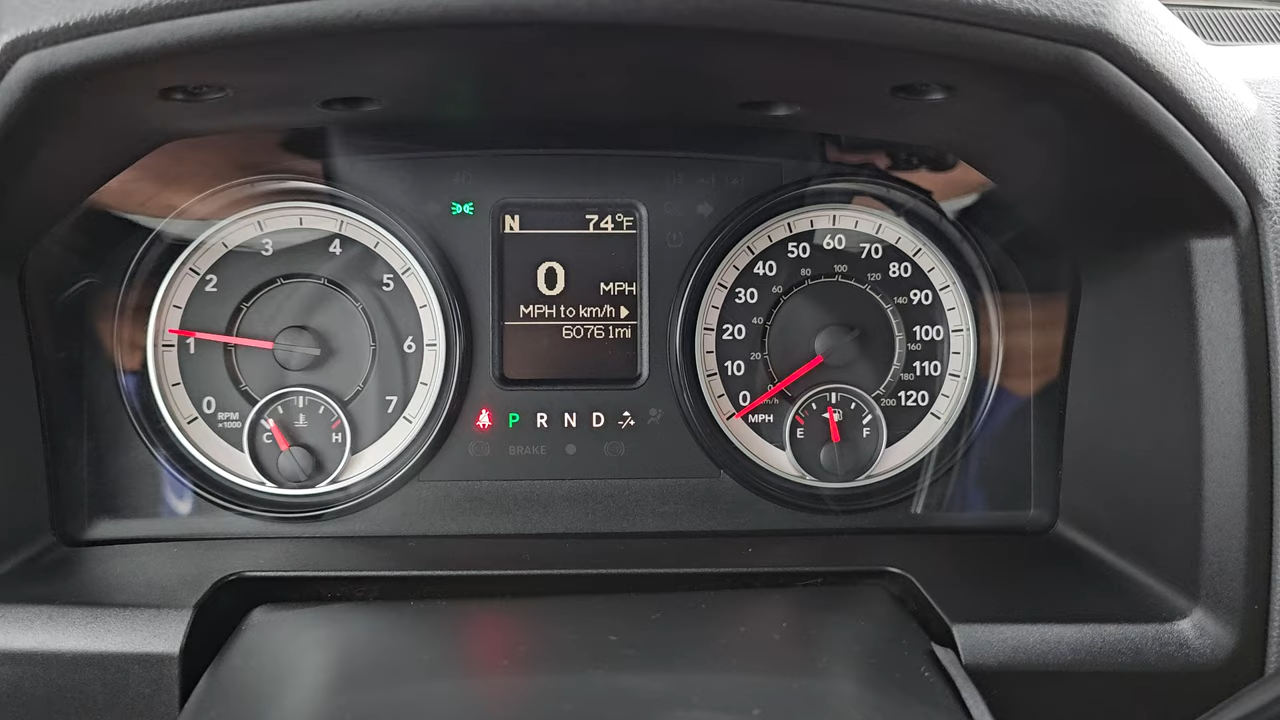 0 1 2 3 4 5 6 7
RPM
×1000
C H
N 74°F
0 MPH
MPH to km/h
60761mi
P R N D
BRAKE
0 10 20 30 40 50 60 70 80 90 100 110 120
0 20 40 60 80 100 120 140 160 180 200
km/h
MPH
E F